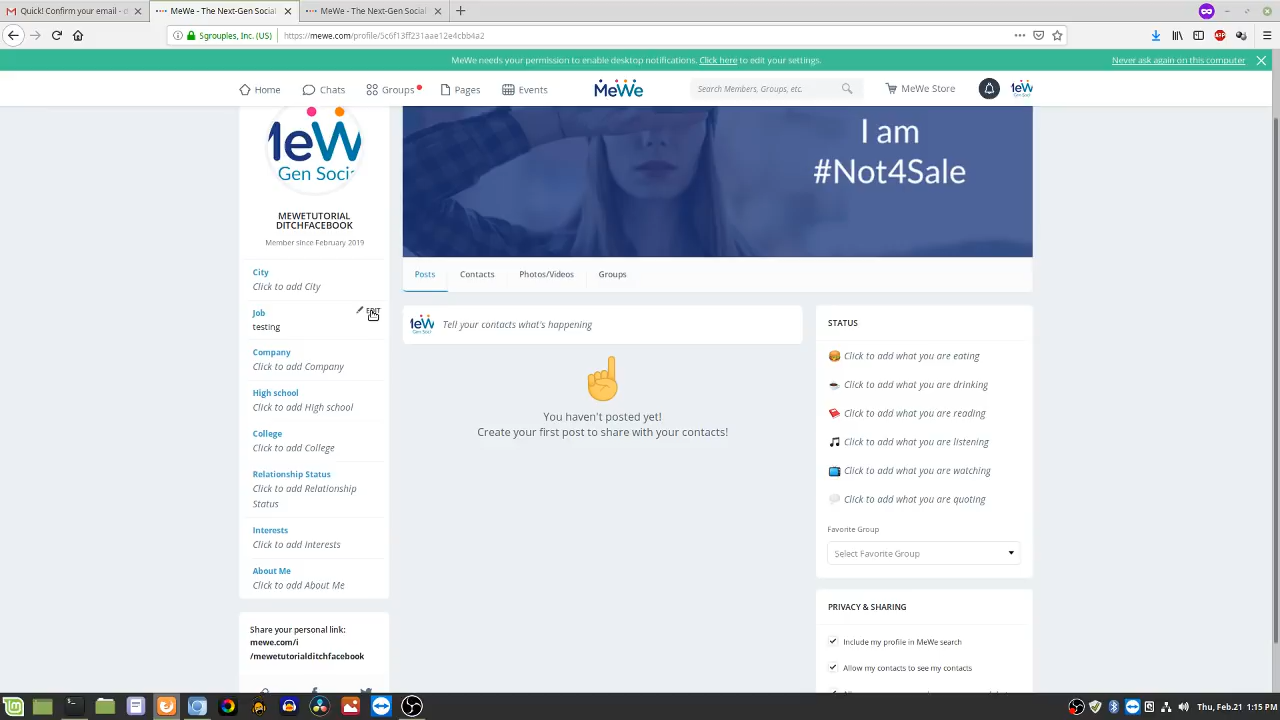 Quick! Confirm your email - d
MeWe - The Next-Gen Social
MeWe - The Next-Gen Social
Sgrouples, Inc. (US)
https://mewe.com/profile/5c6f13ff231aae12e4cbb4a2
MeWe needs your permission to enable desktop notifications. Click here to edit your settings.
Never ask again on this computer
Home
Chats
Groups
Pages
Events
MeWe
Search Members, Groups, etc.
MeWe Store
MEWETUTORIAL
DITCHFACEBOOK
Member since February 2019
I am
#Not4Sale
City
Click to add City
Job
EDIT
testing
Company
Click to add Company
High school
Click to add High school
College
Click to add College
Relationship Status
Click to add Relationship
Status
Interests
Click to add Interests
About Me
Click to add About Me
Share your personal link:
mewe.com/i
/mewetutorialditchfacebook
Posts
Contacts
Photos/Videos
Groups
Tell your contacts what's happening
You haven't posted yet!
Create your first post to share with your contacts!
STATUS
Click to add what you are eating
Click to add what you are drinking
Click to add what you are reading
Click to add what you are listening
Click to add what you are watching
Click to add what you are quoting
Favorite Group
Select Favorite Group
PRIVACY & SHARING
Include my profile in MeWe search
Allow my contacts to see my contacts
Thu, Feb.21 1:15 PM